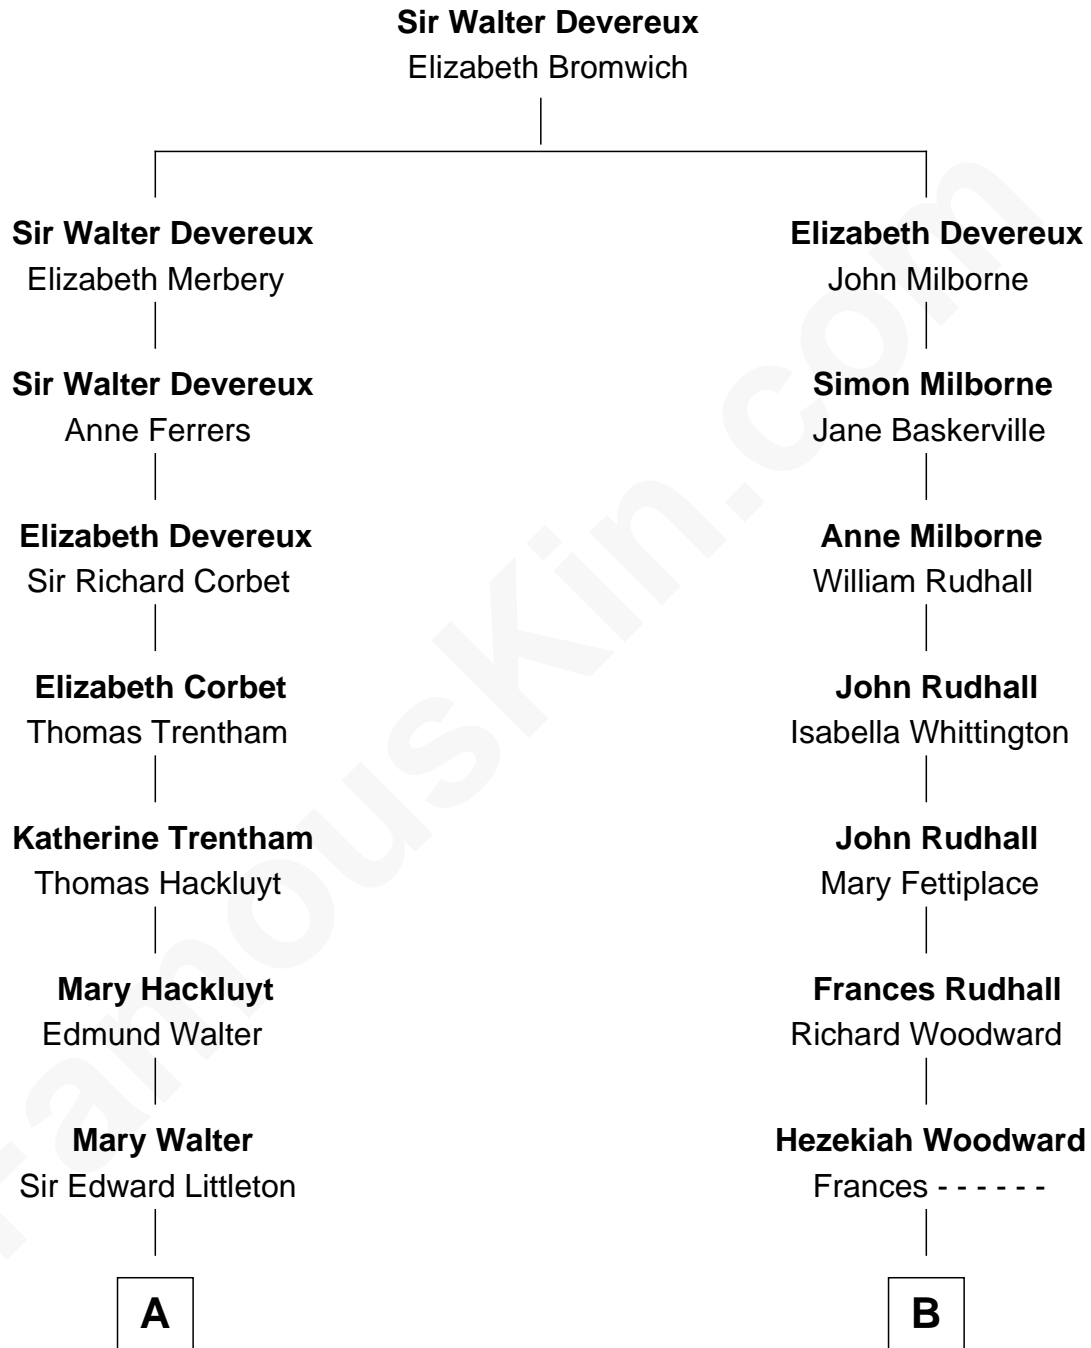 Sir Walter Devereux
Elizabeth Bromwich
Sir Walter Devereux
Elizabeth Merbery
Elizabeth Devereux
John Milborne
Sir Walter Devereux
Anne Ferrers
Simon Milborne
Jane Baskerville
Elizabeth Devereux
Sir Richard Corbet
Anne Milborne
William Rudhall
Elizabeth Corbet
Thomas Trentham
John Rudhall
Isabella Whittington
Katherine Trentham
Thomas Hackluyt
John Rudhall
Mary Fettiplace
Mary Hackluyt
Edmund Walter
Frances Rudhall
Richard Woodward
Mary Walter
Sir Edward Littleton
Hezekiah Woodward
Frances - - - - - -
A
B
FamousKin.com